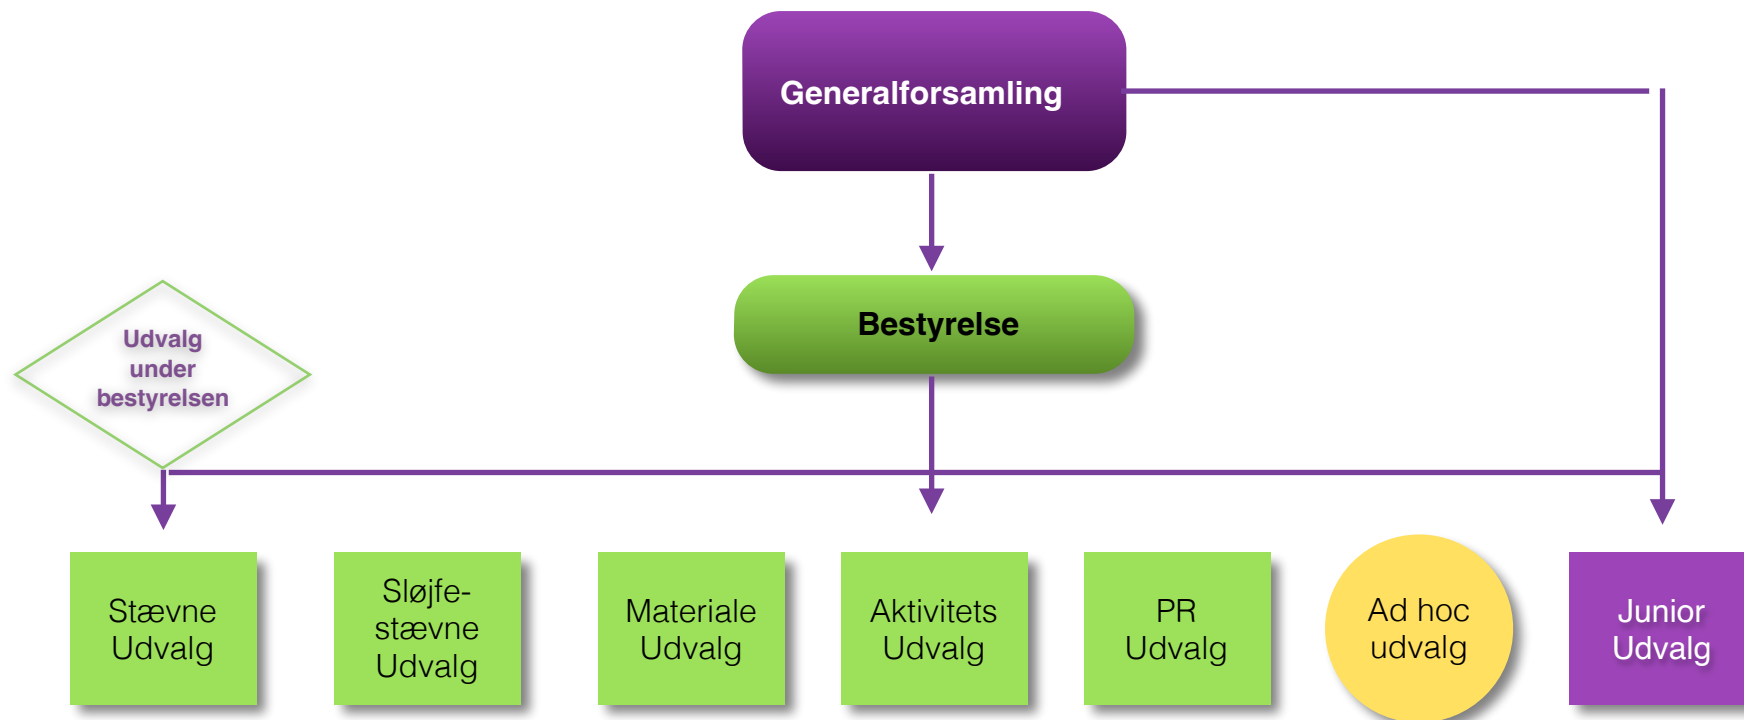 Generalforsamling
Bestyrelse
Udvalg
under
bestyrelsen
Stævne
Udvalg
Sløjfe-
stævne
Udvalg
Materiale
Udvalg
Aktivitets
Udvalg
PR
Udvalg
Ad hoc
udvalg
Junior
Udvalg